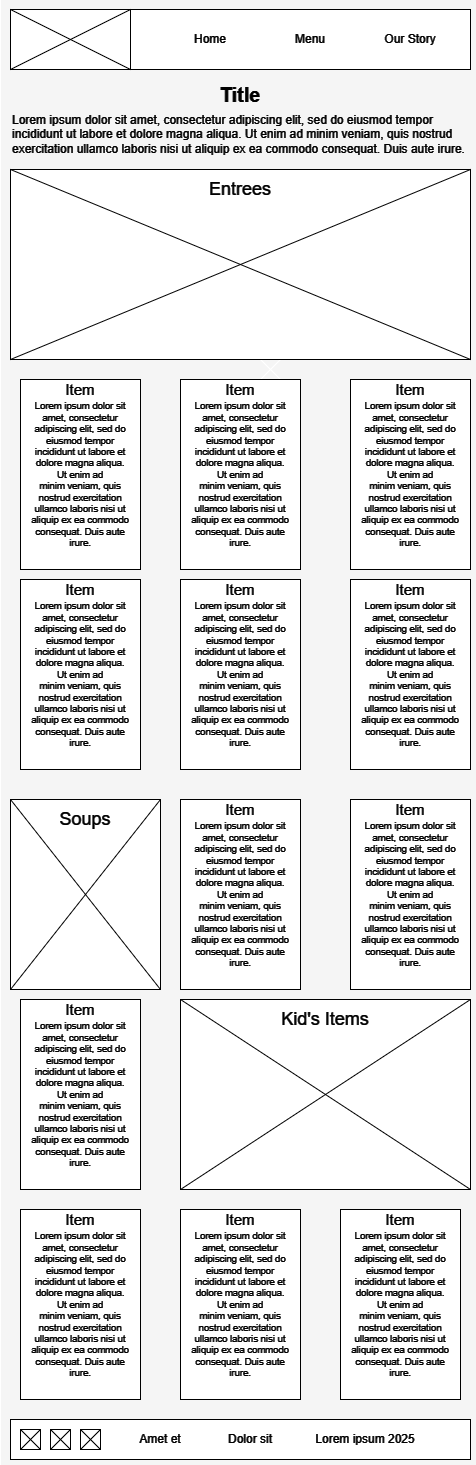 Home Menu Our Story
Title
Lorem ipsum dolor sit amet, consectetur adipiscing elit, sed do eiusmod tempor
incididunt ut labore et dolore magna aliqua. Ut enim ad minim veniam, quis nostrud
exercitation ullamco laboris nisi ut aliquip ex ea commodo consequat. Duis aute irure.
Entrees
Item
Lorem ipsum dolor sit
amet, consectetur
adipiscing elit, sed do
eiusmod tempor
incididunt ut labore et
dolore magna aliqua.
Ut enim ad
minim veniam, quis
nostrud exercitation
ullamco laboris nisi ut
aliquip ex ea commodo
consequat. Duis aute
irure.
Item
Lorem ipsum dolor sit
amet, consectetur
adipiscing elit, sed do
eiusmod tempor
incididunt ut labore et
dolore magna aliqua.
Ut enim ad
minim veniam, quis
nostrud exercitation
ullamco laboris nisi ut
aliquip ex ea commodo
consequat. Duis aute
irure.
Item
Lorem ipsum dolor sit
amet, consectetur
adipiscing elit, sed do
eiusmod tempor
incididunt ut labore et
dolore magna aliqua.
Ut enim ad
minim veniam, quis
nostrud exercitation
ullamco laboris nisi ut
aliquip ex ea commodo
consequat. Duis aute
irure.
Item
Lorem ipsum dolor sit
amet, consectetur
adipiscing elit, sed do
eiusmod tempor
incididunt ut labore et
dolore magna aliqua.
Ut enim ad
minim veniam, quis
nostrud exercitation
ullamco laboris nisi ut
aliquip ex ea commodo
consequat. Duis aute
irure.
Item
Lorem ipsum dolor sit
amet, consectetur
adipiscing elit, sed do
eiusmod tempor
incididunt ut labore et
dolore magna aliqua.
Ut enim ad
minim veniam, quis
nostrud exercitation
ullamco laboris nisi ut
aliquip ex ea commodo
consequat. Duis aute
irure.
Item
Lorem ipsum dolor sit
amet, consectetur
adipiscing elit, sed do
eiusmod tempor
incididunt ut labore et
dolore magna aliqua.
Ut enim ad
minim veniam, quis
nostrud exercitation
ullamco laboris nisi ut
aliquip ex ea commodo
consequat. Duis aute
irure.
Soups
Item
Lorem ipsum dolor sit
amet, consectetur
adipiscing elit, sed do
eiusmod tempor
incididunt ut labore et
dolore magna aliqua.
Ut enim ad
minim veniam, quis
nostrud exercitation
ullamco laboris nisi ut
aliquip ex ea commodo
consequat. Duis aute
irure.
Item
Lorem ipsum dolor sit
amet, consectetur
adipiscing elit, sed do
eiusmod tempor
incididunt ut labore et
dolore magna aliqua.
Ut enim ad
minim veniam, quis
nostrud exercitation
ullamco laboris nisi ut
aliquip ex ea commodo
consequat. Duis aute
irure.
Item
Lorem ipsum dolor sit
amet, consectetur
adipiscing elit, sed do
eiusmod tempor
incididunt ut labore et
dolore magna aliqua.
Ut enim ad
minim veniam, quis
nostrud exercitation
ullamco laboris nisi ut
aliquip ex ea commodo
consequat. Duis aute
irure.
Kid's Items
Item
Lorem ipsum dolor sit
amet, consectetur
adipiscing elit, sed do
eiusmod tempor
incididunt ut labore et
dolore magna aliqua.
Ut enim ad
minim veniam, quis
nostrud exercitation
ullamco laboris nisi ut
aliquip ex ea commodo
consequat. Duis aute
irure.
Item
Lorem ipsum dolor sit
amet, consectetur
adipiscing elit, sed do
eiusmod tempor
incididunt ut labore et
dolore magna aliqua.
Ut enim ad
minim veniam, quis
nostrud exercitation
ullamco laboris nisi ut
aliquip ex ea commodo
consequat. Duis aute
irure.
Item
Lorem ipsum dolor sit
amet, consectetur
adipiscing elit, sed do
eiusmod tempor
incididunt ut labore et
dolore magna aliqua.
Ut enim ad
minim veniam, quis
nostrud exercitation
ullamco laboris nisi ut
aliquip ex ea commodo
consequat. Duis aute
irure.
Amet et Dolor sit Lorem ipsum 2025